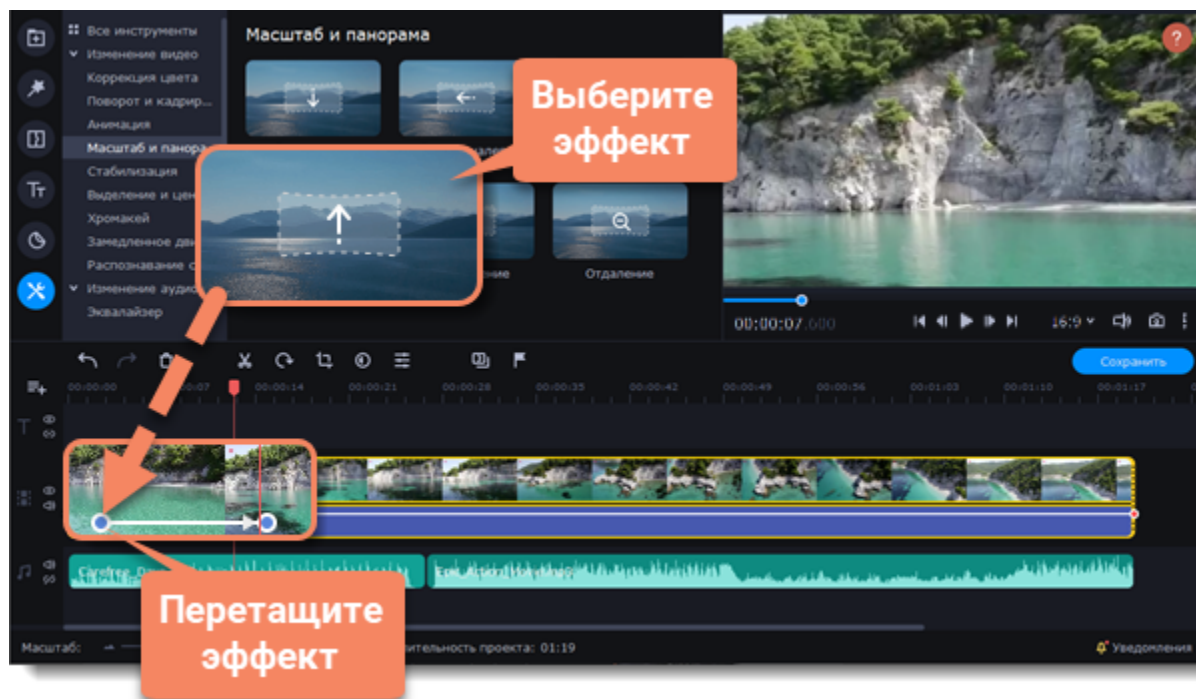 Все инструменты
Изменение видео
Коррекция цвета
Поворот и кадрир...
Анимация
Масштаб и панора
Стабилизация
Выделение и цен
Хромакей
Замедленное дви
Распознавание с
Изменение аудио
Эквалайзер
Масштаб и панорама
Выберите
эффект
ение
Отдаление
?
00:00:07.600
16:9
Сохранить
00:00:00
:07
00:00:14
00:00:21
00:00:28
00:00:35
00:00:42
00:00:49
00:00:56
00:01:03
00:01:10
00:01:17
Перетащите
эффект
Масштаб:
ительность проекта: 01:19
Уведомления